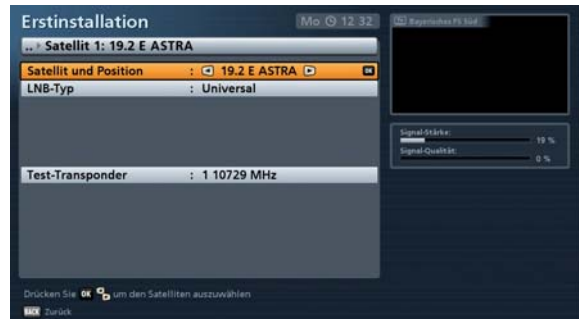 Erstinstallation
Mo 12 32
Bayerisches FS Süd
.. Satellit 1: 19.2 E ASTRA
Satellit und Position : 19.2 E ASTRA OK
LNB-Typ : Universal
Signal-Stärke:
19 %
Signal-Qualität:
0 %
Test-Transponder : 1 10729 MHz
Drücken Sie OK um den Satelliten auszuwählen
BACK Zurück